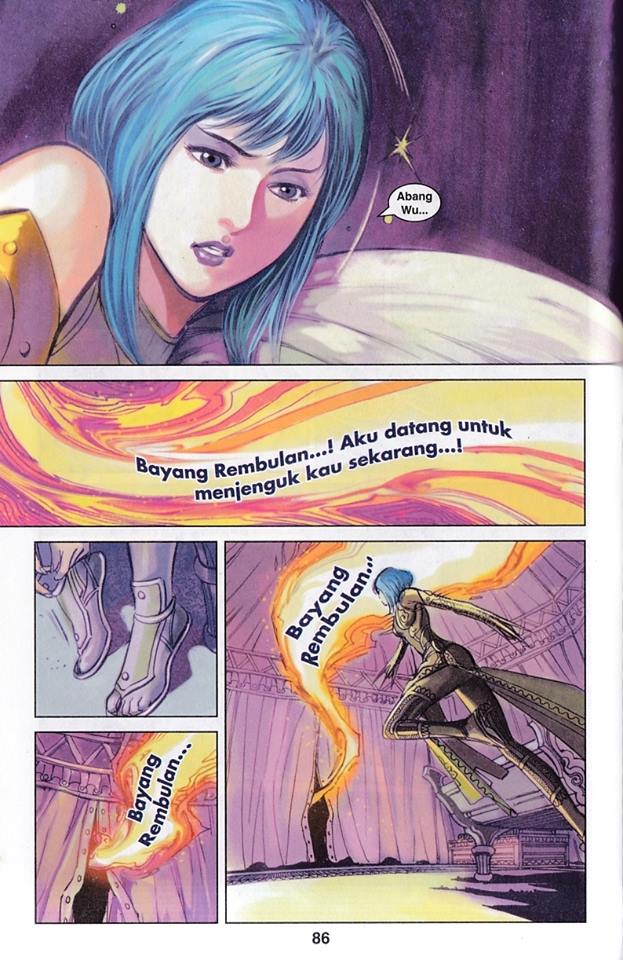 Abang
Wu...
Bayang Rembulan...! Aku datang untuk
menjenguk kau sekarang...!
Bayang
Rembulan...
Bayang
Rembulan...
86